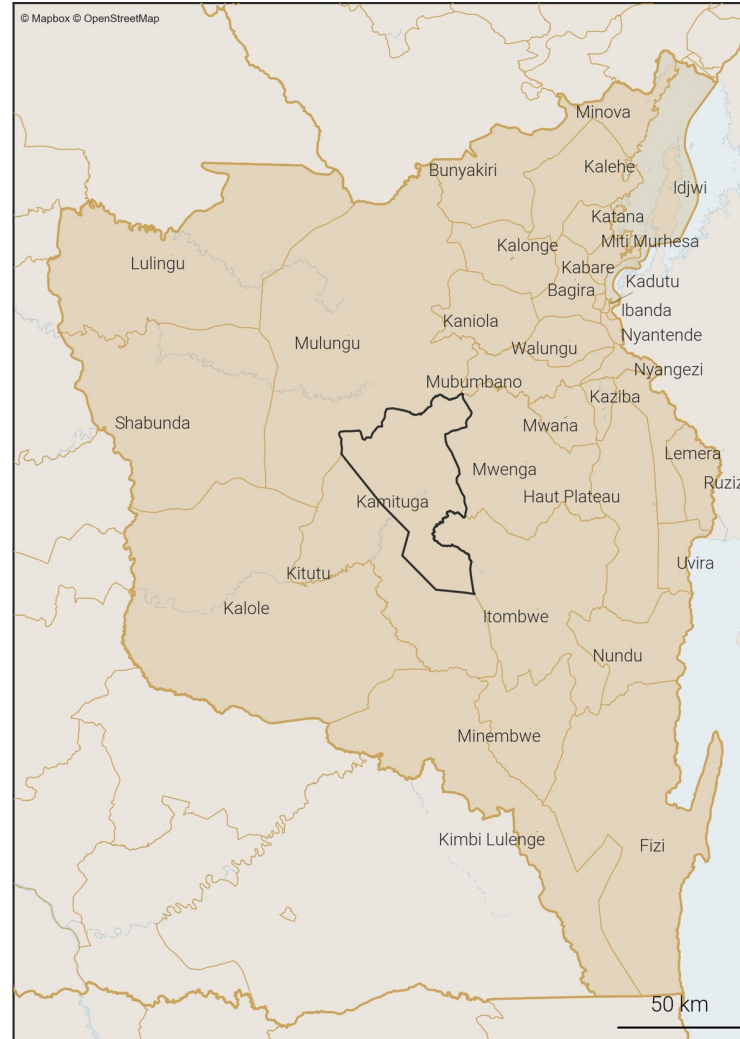 © Mapbox © OpenStreetMap
Minova
Bunyakiri
Kalehe
Idjwi
Katana
Miti Murhesa
Kalonge
Lulingu
Kabare
Kadutu
Bagira
Ibanda
Kaniola
Nyantende
Mulungu
Walungu
Nyangezi
Mubumbano
Kaziba
Shabunda
Mwana
Lemera
Mwenga
Ruziz
Haut Plateau
Kamituga
Uvira
Kitutu
Kalole
Itombwe
Nundu
Minembwe
Kimbi Lulenge
Fizi
50 km